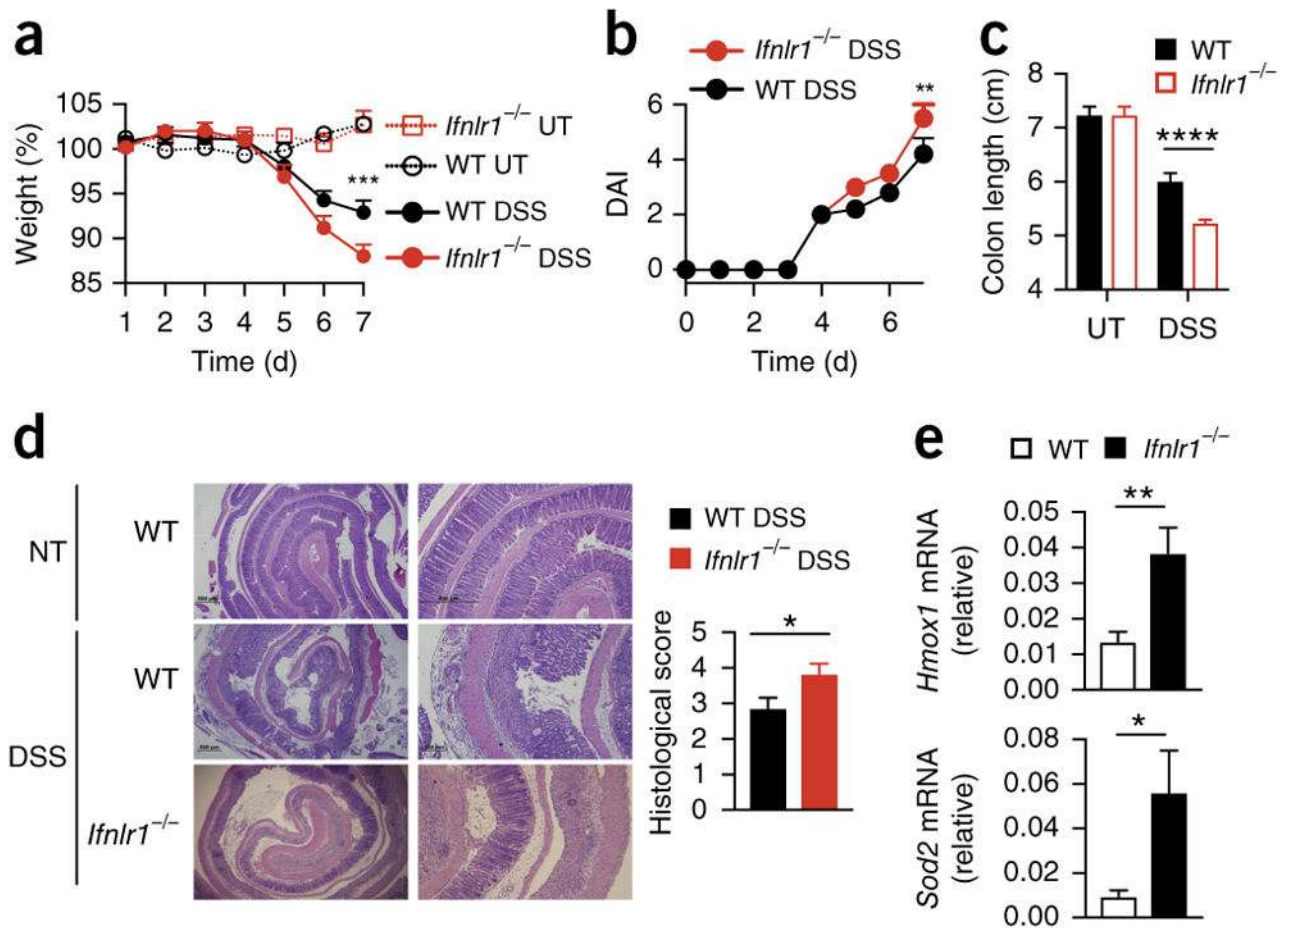 a
Weight (%)
105
100
95
90
85
1 2 3 4 5 6 7
Time (d)
***
Ifnlr1−/− UT
WT UT
WT DSS
Ifnlr1−/− DSS
b
Ifnlr1−/− DSS
WT DSS
DAI
6
4
2
0
0 2 4 6
Time (d)
**
c
WT
Ifnlr1−/−
Colon length (cm)
8
7
6
5
4
****
UT DSS
d
NT
WT
DSS
WT
Ifnlr1−/−
WT DSS
Ifnlr1−/− DSS
Histological score
5
4
3
2
1
0
*
e
WT Ifnlr1−/−
Hmox1 mRNA
(relative)
0.05
0.04
0.03
0.02
0.01
0.00
**
Sod2 mRNA
(relative)
0.08
0.06
0.04
0.02
0.00
*